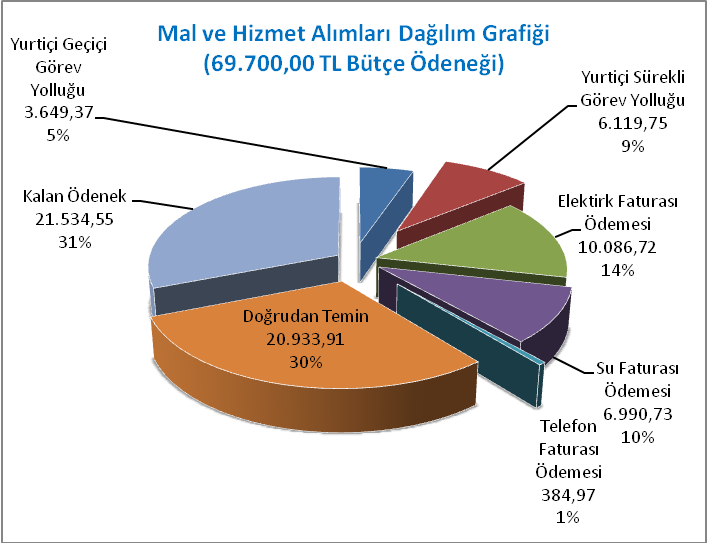 Mal ve Hizmet Alımları Dağılım Grafiği
(69.700,00 TL Bütçe Ödeneği)
Yurtiçi Geçiçi
Görev
Yolluğu
3.649,37
5%
Yurtiçi Sürekli
Görev Yolluğu
6.119,75
9%
Elektirk Faturası
Ödemesi
10.086,72
14%
Su Faturası
Ödemesi
6.990,73
10%
Telefon
Faturası
Ödemesi
384,97
1%
Doğrudan Temin
20.933,91
30%
Kalan Ödenek
21.534,55
31%